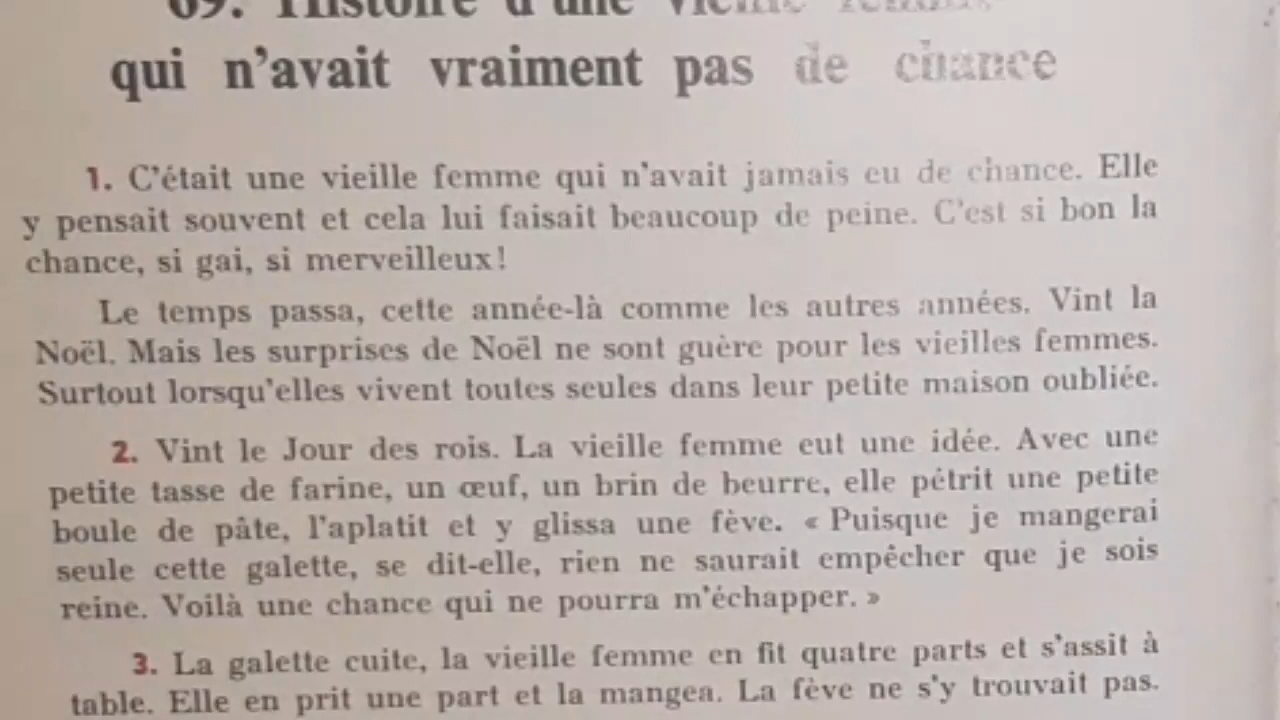 69. Histoire d'une vieille femme
qui n'avait vraiment pas de chance
1. C'était une vieille femme qui n'avait jamais eu de chance. Elle
y pensait souvent et cela lui faisait beaucoup de peine. C'est si bon la
chance, si gai, si merveilleux!
Le temps passa, cette année-là comme les autres années. Vint la
Noël. Mais les surprises de Noël ne sont guère pour les vieilles femmes.
Surtout lorsqu'elles vivent toutes seules dans leur petite maison oubliée.
2. Vint le Jour des rois. La vieille femme eut une idée. Avec une
petite tasse de farine, un œuf, un brin de beurre, elle pétrit une petite
boule de pâte, l'aplatit et y glissa une fève. « Puisque je mangerai
seule cette galette, se dit-elle, rien ne saurait empêcher que je sois
reine. Voilà une chance qui ne pourra m'échapper. »
3. La galette cuite, la vieille femme en fit quatre parts et s'assit à
table. Elle en prit une part et la mangea. La fève ne s'y trouvait pas.